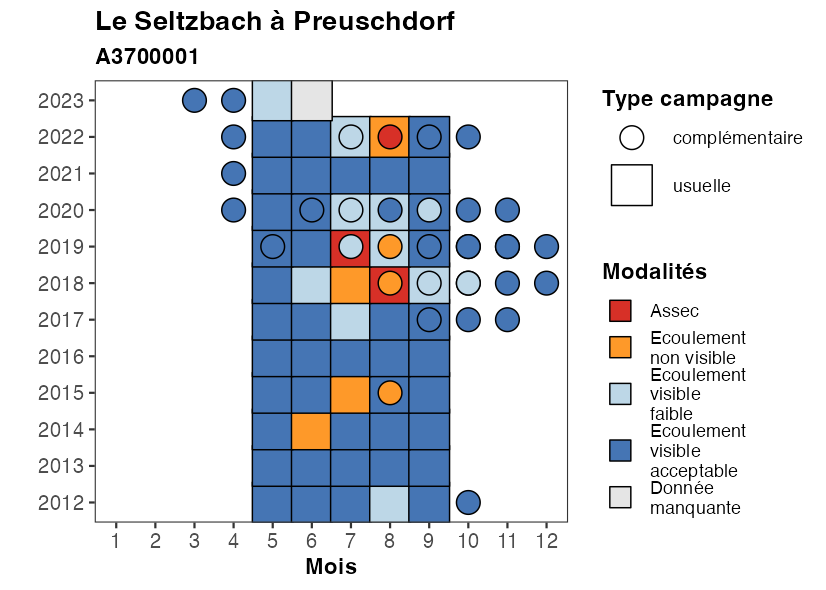 Le Seltzbach à Preuschdorf
A3700001
2023
2022
2021
2020
2019
2018
2017
2016
2015
2014
2013
2012
1 2 3 4 5 6 7 8 9 10 11 12
Mois
Type campagne
complémentaire
usuelle
Modalités
Assec
Ecoulement
non visible
Ecoulement
visible
faible
Ecoulement
visible
acceptable
Donnée
manquante